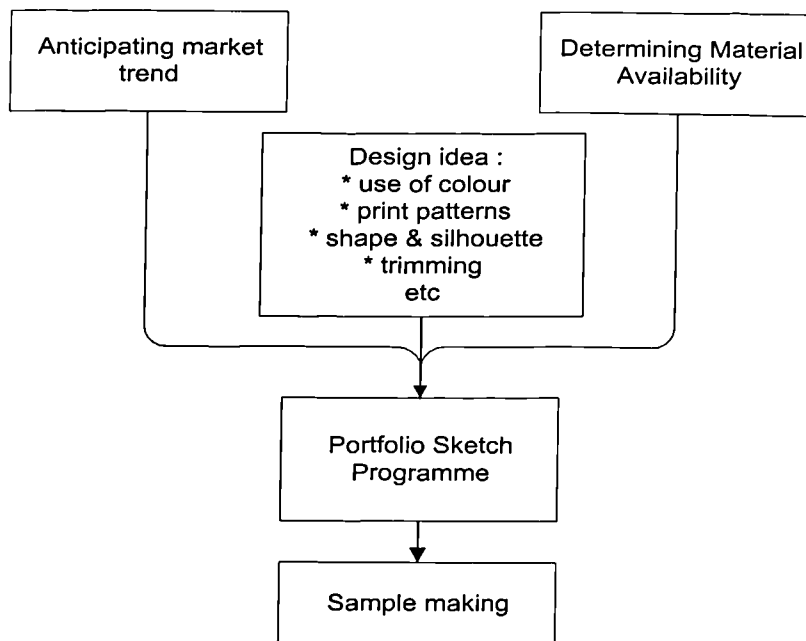 Anticipating market
trend
Determining Material
Availability
Design idea :
* use of colour
* print patterns
* shape & silhouette
* trimming
etc
Portfolio Sketch
Programme
Sample making